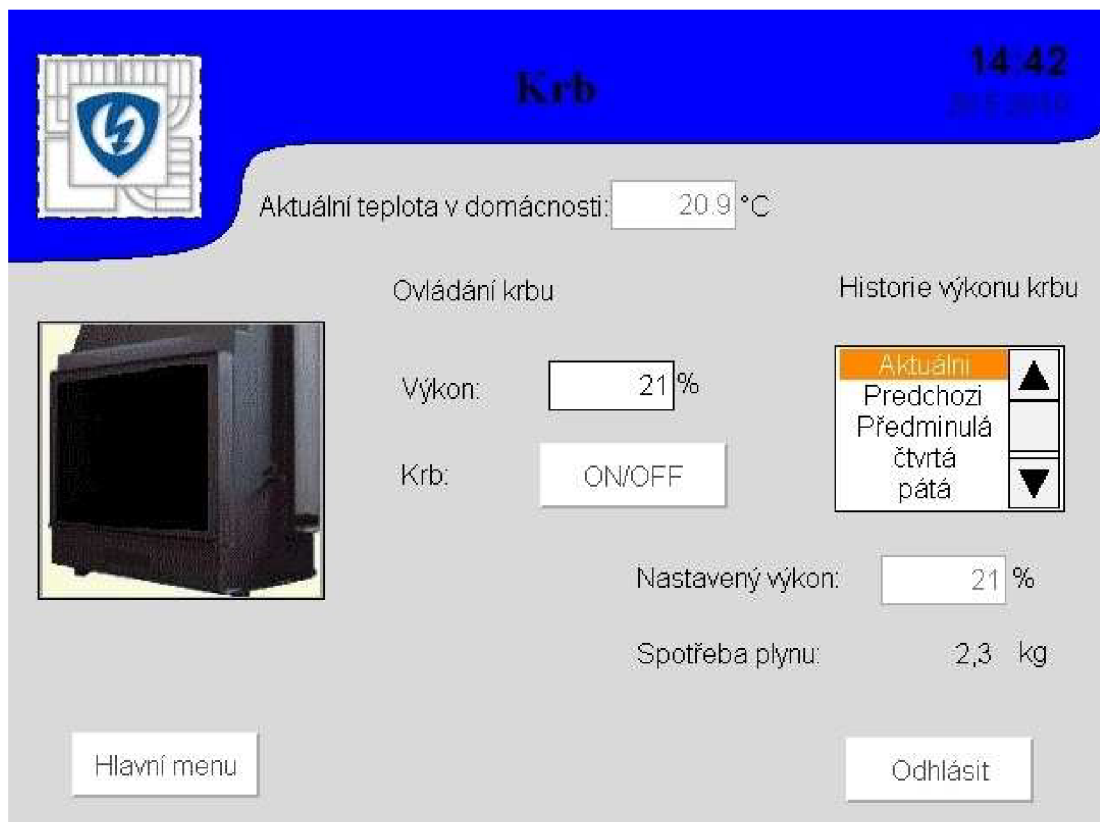 Krb
14:42
Aktuální teplota v domácnosti: 20.9 °C
Ovládání krbu
Historie výkonu krbu
Výkon: 21 %
Krb: ON/OFF
Aktuální
Predchozi
Předminulá
čtvrtá
pátá
Nastavený výkon: 21 %
Spotřeba plynu: 2,3 kg
Hlavní menu
Odhlásit